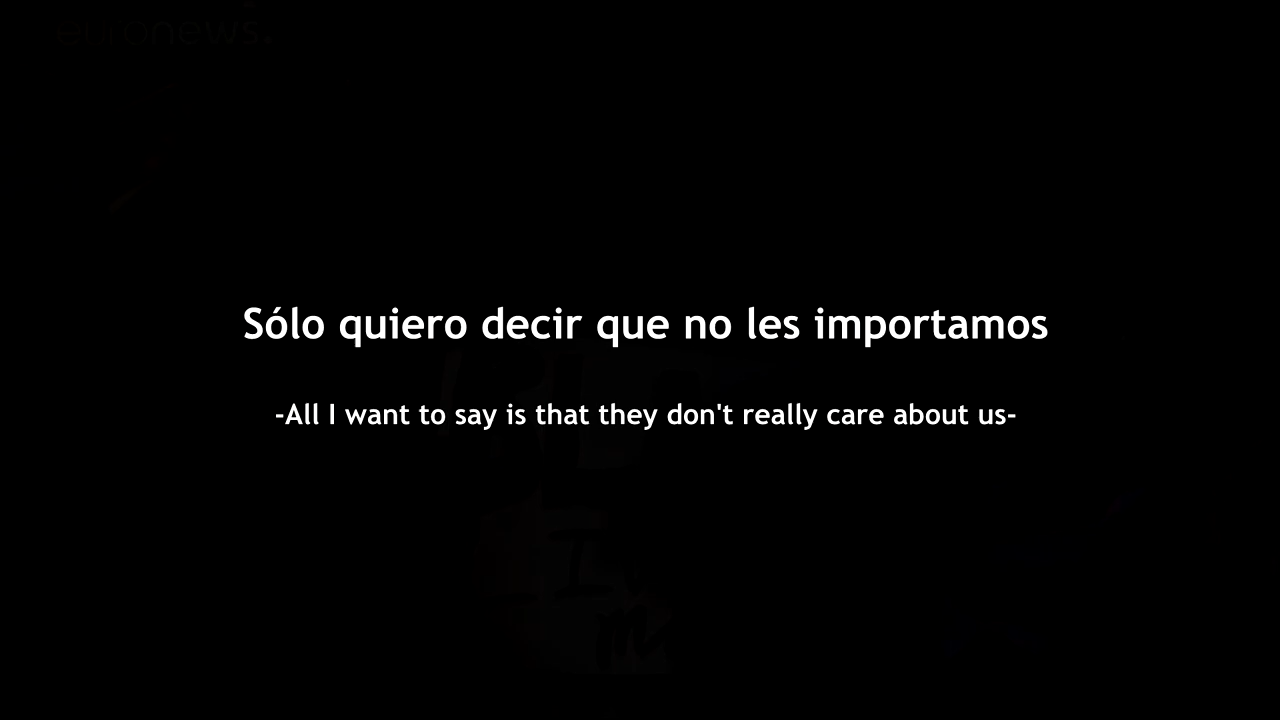 euronews.
Sólo quiero decir que no les importamos
-All I want to say is that they don't really care about us-